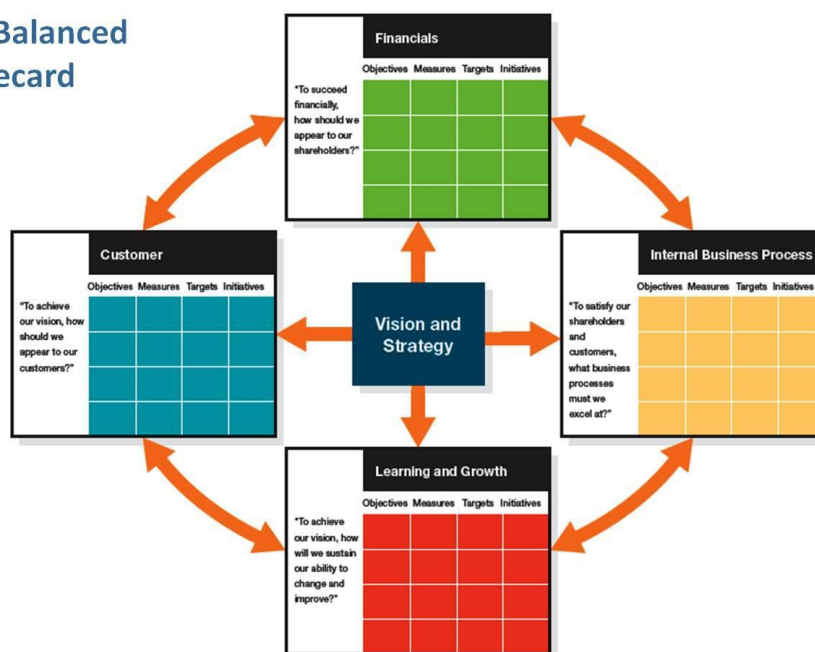 Balanced
ecard
Financials
Objectives Measures Targets Initiatives
"To succeed
financially,
how should we
appear to our
shareholders?"
Customer
Objectives Measures Targets Initiatives
"To achieve
our vision, how
should we
appear to our
customers?"
Vision and
Strategy
Internal Business Process
Objectives Measures Targets Initiatives
"To satisfy our
shareholders
and
customers,
what business
processes
must we
excel at?"
Learning and Growth
Objectives Measures Targets Initiatives
"To achieve
our vision, how
will we sustain
our ability to
change and
improve?"